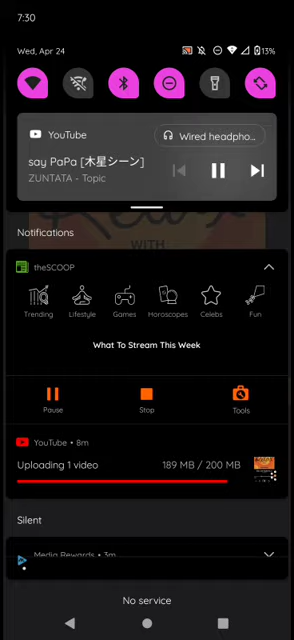 7:30
Wed, Apr 24
13%
YouTube
Wired headpho...
say PaPa [木星シーン]
ZUNTATA - Topic
Relax
WITH
Notifications
theSCOOP
Trending
Lifestyle
Games
Horoscopes
Celebs
Fun
What To Stream This Week
Pause
Stop
Tools
YouTube • 8m
Uploading 1 video
189 MB / 200 MB
Silent
Media Rewards • 3m
No service